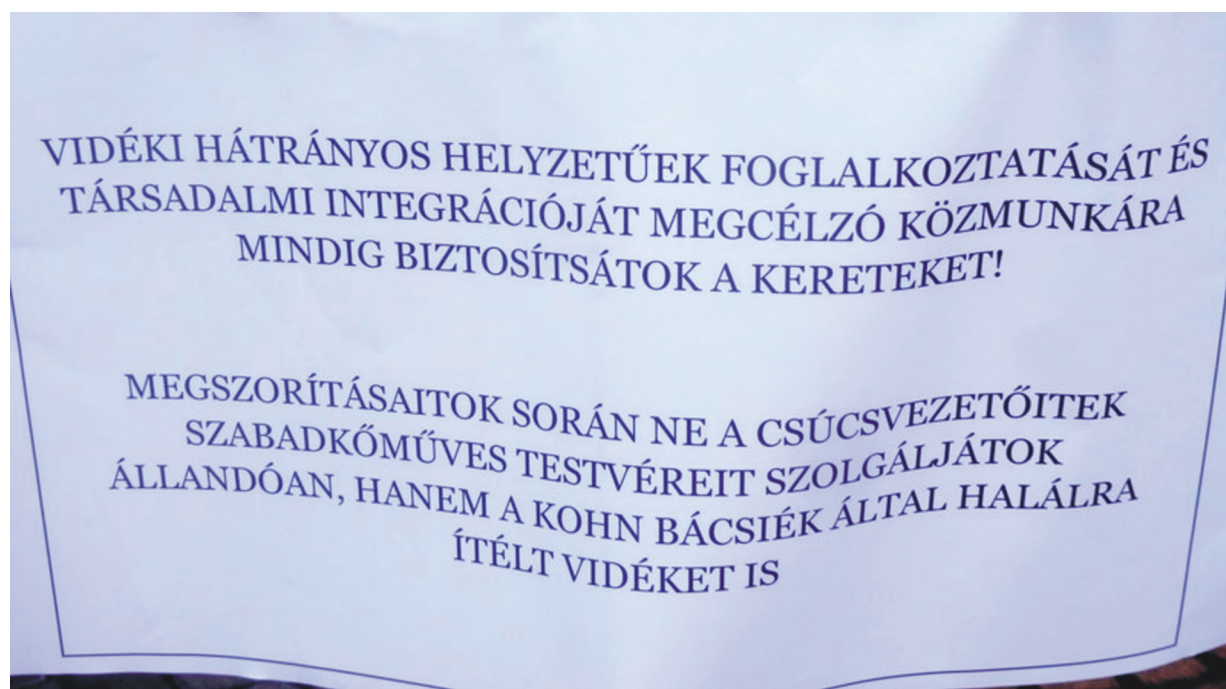 VIDÉKI HÁTRÁNYOS HELYZETŰEK FOGLALKOZTATÁSÁT ÉS
TÁRSADALMI INTEGRÁCIÓJÁT MEGCÉLZÓ KÖZMUNKÁRA
MINDIG BIZTOSÍTSÁTOK A KERETEKET!
MEGSZORÍTÁSAITOK SORÁN NE A CSÚCSVEZETŐITEK
SZABADKŐMŰVES TESTVÉREIT SZOLGÁLJÁTOK
ÁLLANDÓAN, HANEM A KOHN BÁCSIÉK ÁLTAL HALÁLRA
ÍTÉLT VIDÉKET IS